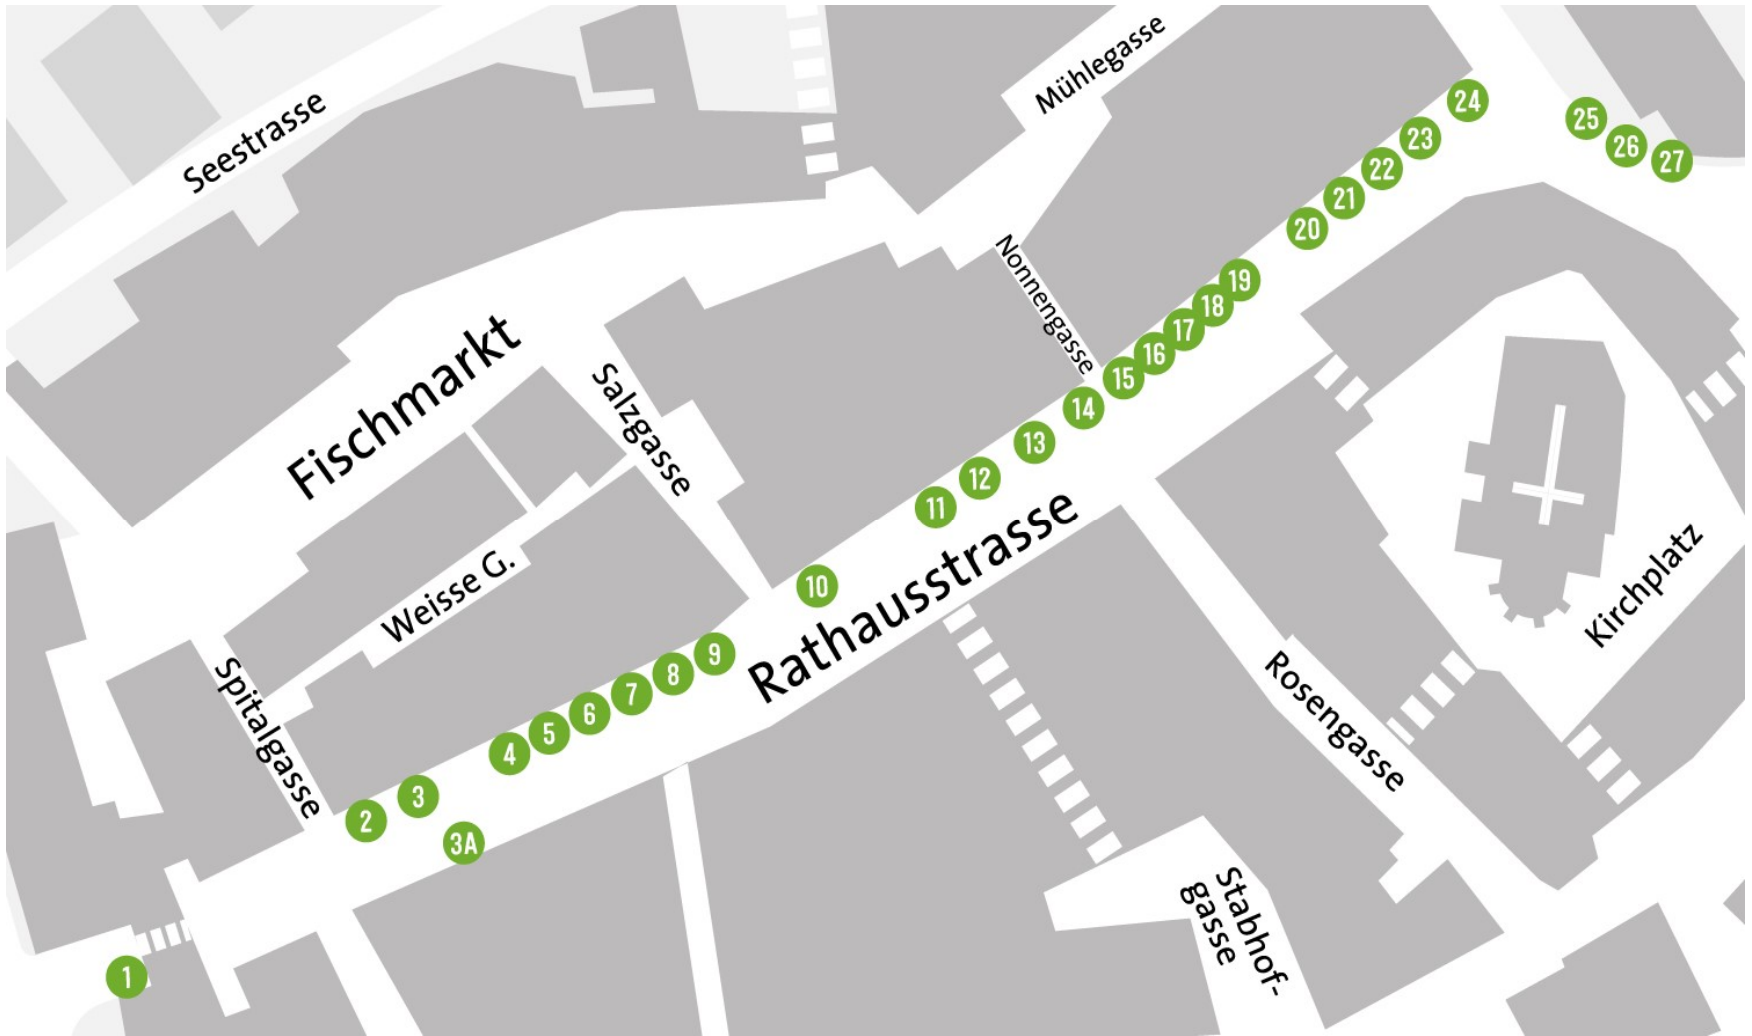 Mühlegasse
Seestrasse
24
25
23
26
27
22
21
20
Nonnengasse
19
18
17
Fischmarkt
16
15
Salzgasse
14
13
12
11
Rathausstrasse
Kirchplatz
Weisse G.
10
9
Spitalgasse
8
7
6
Rosengasse
5
4
3
2
3A
Stabhof-
gasse
1